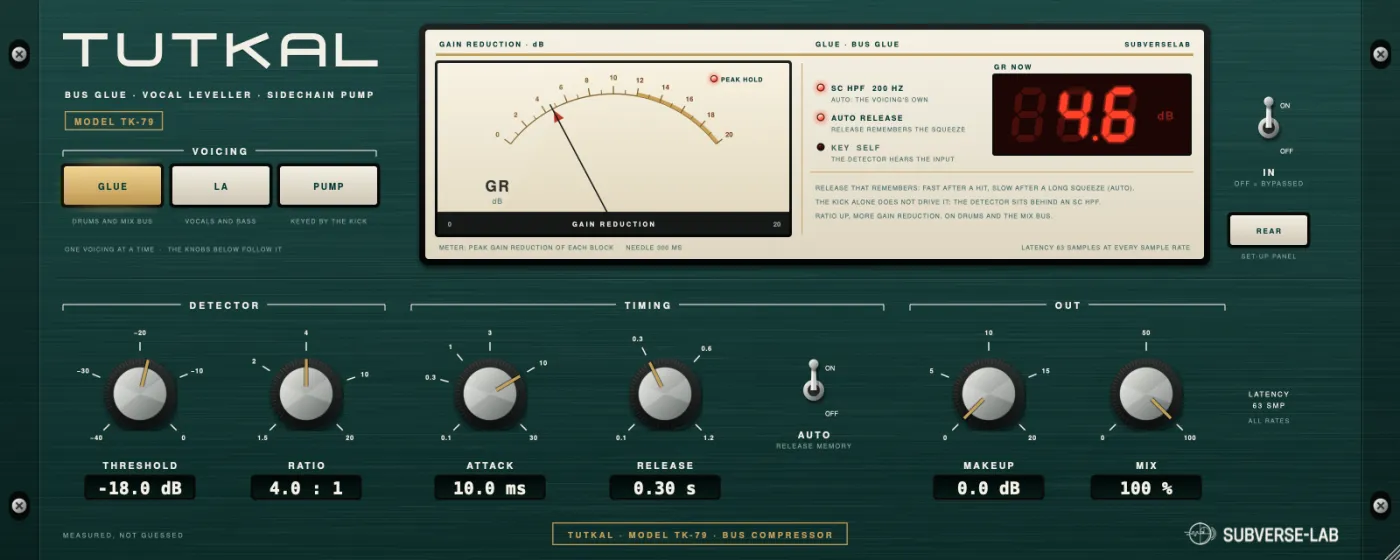 TUTKAL
BUS GLUE · VOCAL LEVELLER · SIDECHAIN PUMP
MODEL TK-79
VOICING
GLUE LA PUMP
DRUMS AND MIX BUS VOCALS AND BASS KEYED BY THE KICK
ONE VOICING AT A TIME · THE KNOBS BELOW FOLLOW IT
GAIN REDUCTION · dB
0 2 4 6 8 10 12 14 16 18 20
PEAK HOLD
GR
dB
0 GAIN REDUCTION 20
METER: PEAK GAIN REDUCTION OF EACH BLOCK · NEEDLE 300 MS
GLUE · BUS GLUE
SUBVERSELAB
SC HPF 200 HZ
AUTO: THE VOICING'S OWN
AUTO RELEASE
RELEASE REMEMBERS THE SQUEEZE
KEY SELF
THE DETECTOR HEARS THE INPUT
GR NOW
4.6 dB
RELEASE THAT REMEMBERS: FAST AFTER A HIT, SLOW AFTER A LONG SQUEEZE (AUTO).
THE KICK ALONE DOES NOT DRIVE IT: THE DETECTOR SITS BEHIND AN SC HPF.
RATIO UP, MORE GAIN REDUCTION. ON DRUMS AND THE MIX BUS.
LATENCY 63 SAMPLES AT EVERY SAMPLE RATE
ON
OFF
IN
OFF = BYPASSED
REAR
SET-UP PANEL
DETECTOR
-40 -30 -20 -10 0
THRESHOLD
-18.0 dB
1.5 2 4 10 20
RATIO
4.0 : 1
TIMING
0.1 0.3 1 3 10 30
ATTACK
10.0 ms
0.1 0.3 0.6 1.2
RELEASE
0.30 s
ON
OFF
AUTO
RELEASE MEMORY
OUT
0 5 10 15 20
MAKEUP
0.0 dB
0 50 100
MIX
100 %
LATENCY
63 SMP
ALL RATES
MEASURED, NOT GUESSED
TUTKAL · MODEL TK-79 · BUS COMPRESSOR
SUBVERSE-LAB